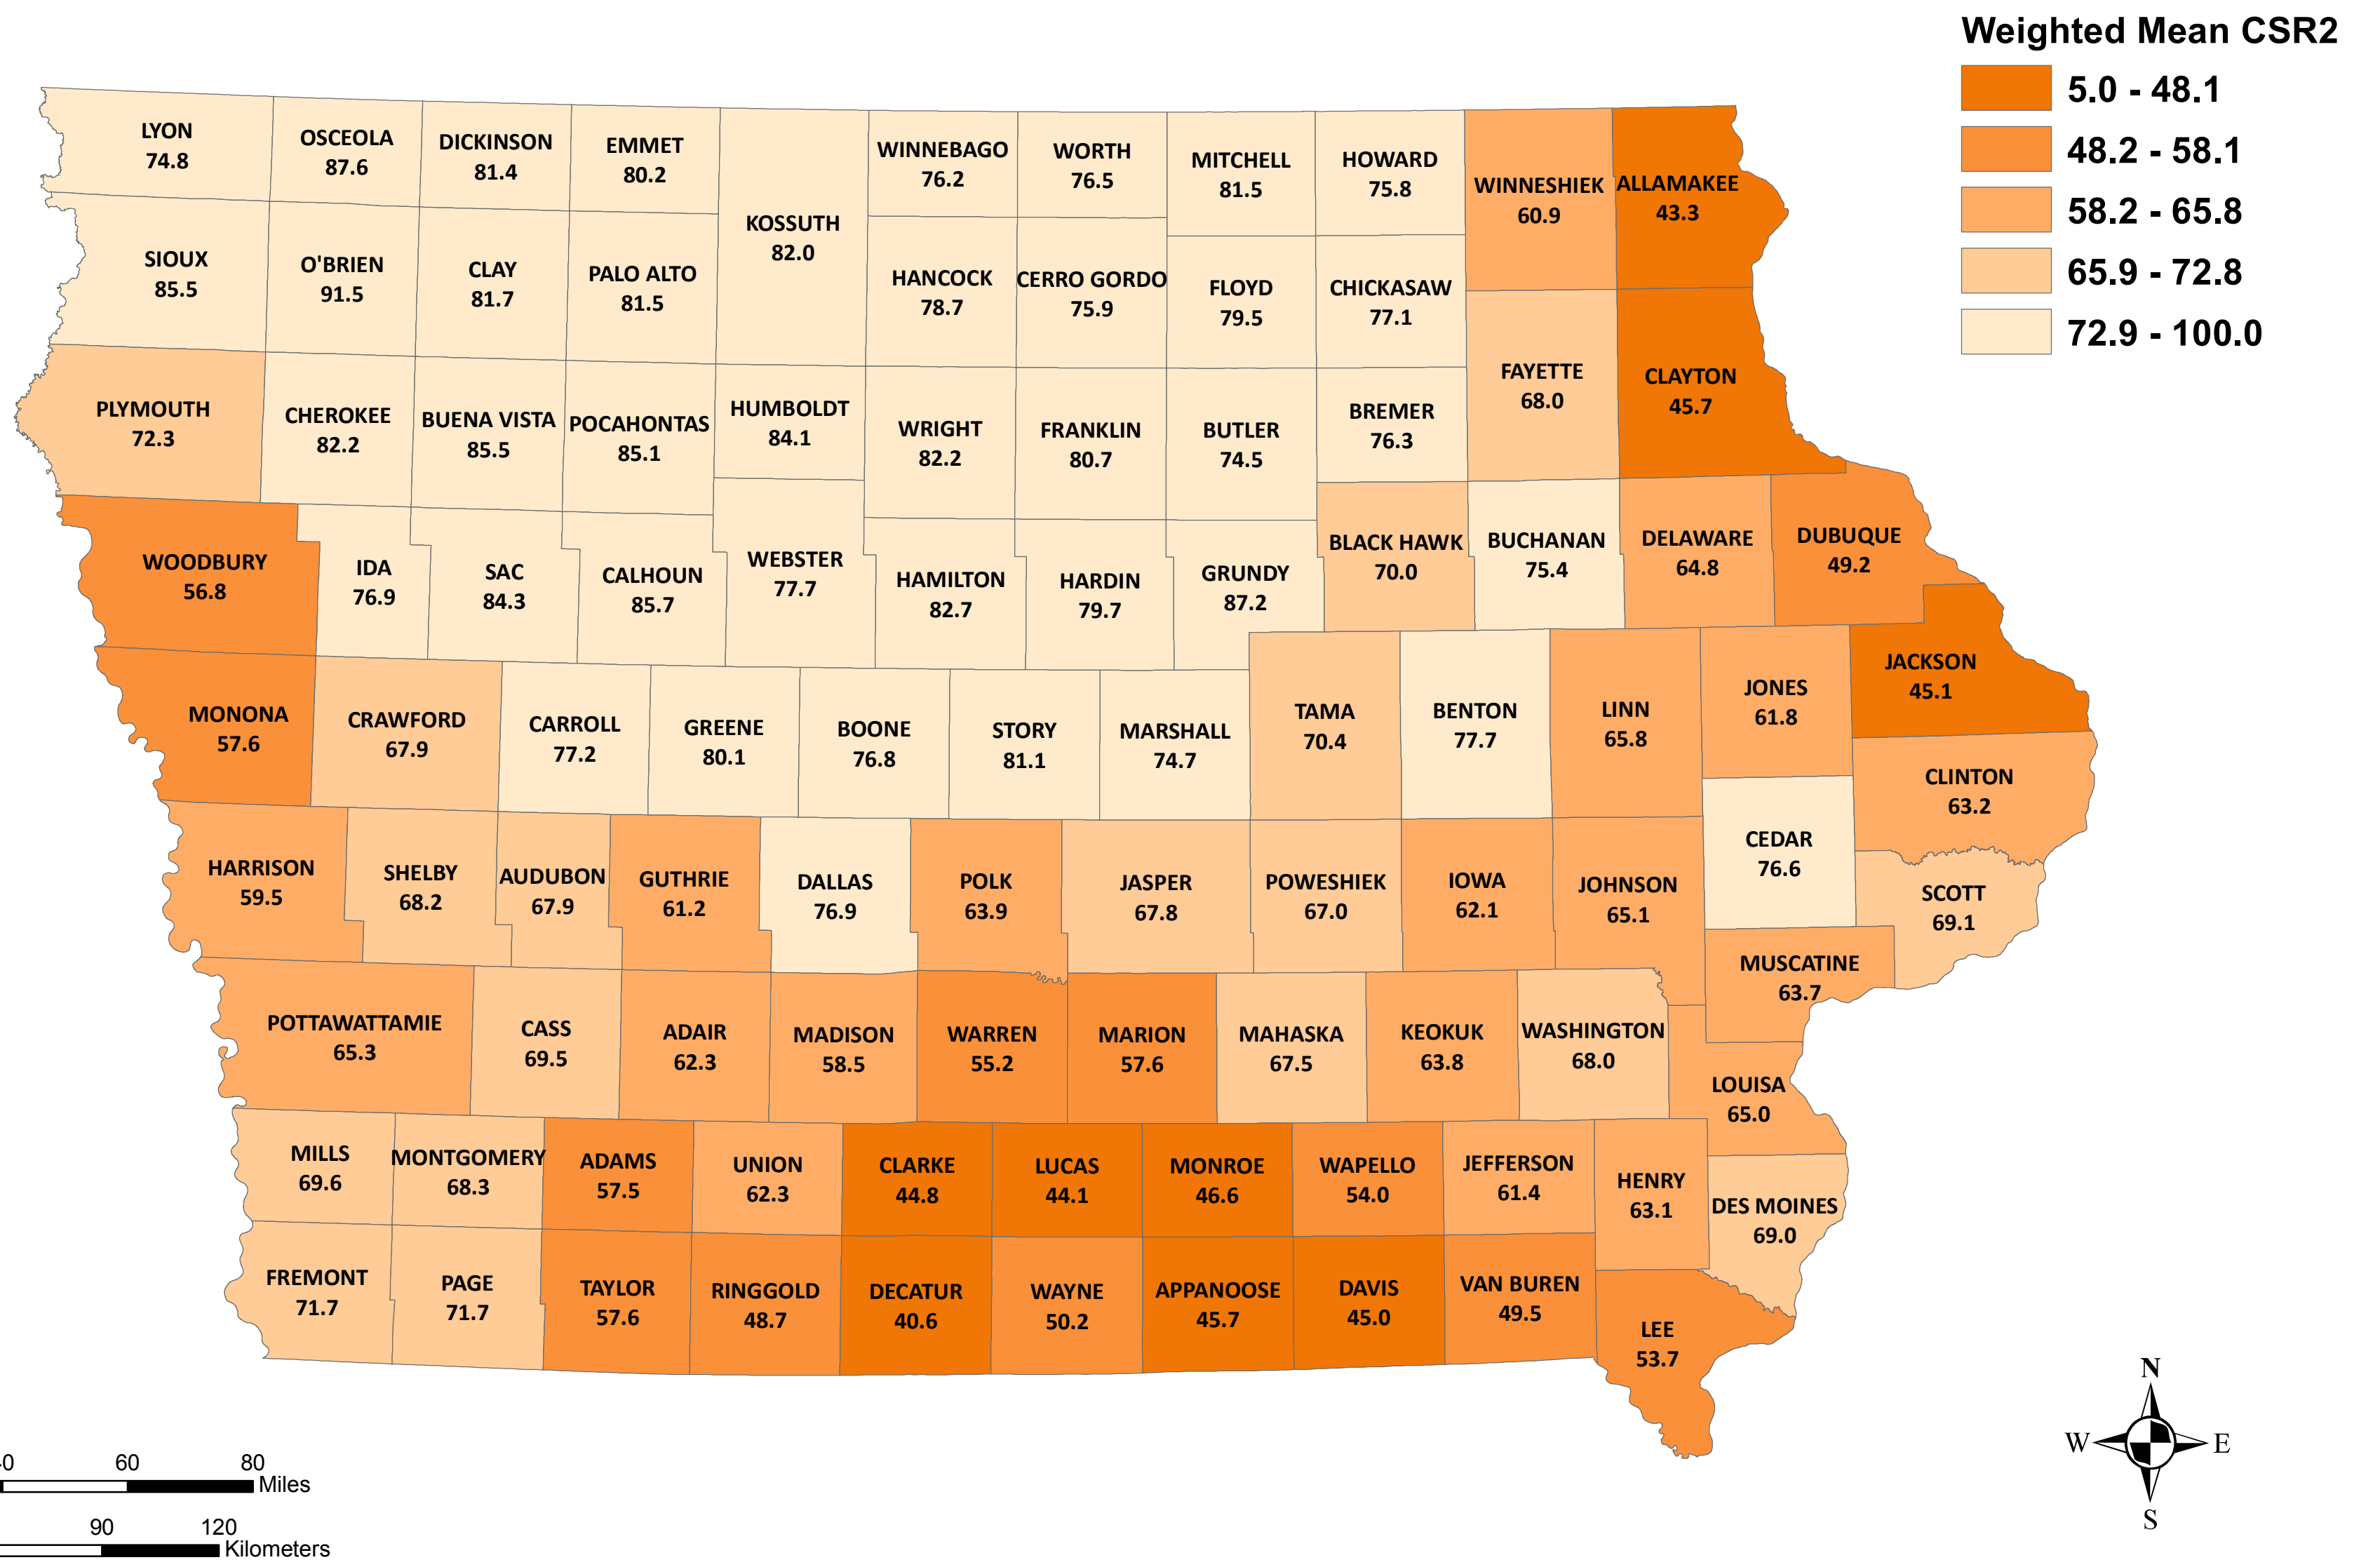 Weighted Mean CSR2
5.0 - 48.1
48.2 - 58.1
58.2 - 65.8
65.9 - 72.8
72.9 - 100.0
LYON
74.8
OSCEOLA
87.6
DICKINSON
81.4
EMMET
80.2
KOSSUTH
82.0
WINNEBAGO
76.2
WORTH
76.5
MITCHELL
81.5
HOWARD
75.8
WINNESHIEK
60.9
ALLAMAKEE
43.3
SIOUX
85.5
O'BRIEN
91.5
CLAY
81.7
PALO ALTO
81.5
HANCOCK
78.7
CERRO GORDO
75.9
FLOYD
79.5
CHICKASAW
77.1
FAYETTE
68.0
CLAYTON
45.7
PLYMOUTH
72.3
CHEROKEE
82.2
BUENA VISTA
85.5
POCAHONTAS
85.1
HUMBOLDT
84.1
WRIGHT
82.2
FRANKLIN
80.7
BUTLER
74.5
BREMER
76.3
WOODBURY
56.8
IDA
76.9
SAC
84.3
CALHOUN
85.7
WEBSTER
77.7
HAMILTON
82.7
HARDIN
79.7
GRUNDY
87.2
BLACK HAWK
70.0
BUCHANAN
75.4
DELAWARE
64.8
DUBUQUE
49.2
MONONA
57.6
CRAWFORD
67.9
CARROLL
77.2
GREENE
80.1
BOONE
76.8
STORY
81.1
MARSHALL
74.7
TAMA
70.4
BENTON
77.7
LINN
65.8
JONES
61.8
JACKSON
45.1
CLINTON
63.2
HARRISON
59.5
SHELBY
68.2
AUDUBON
67.9
GUTHRIE
61.2
DALLAS
76.9
POLK
63.9
JASPER
67.8
POWESHIEK
67.0
IOWA
62.1
JOHNSON
65.1
CEDAR
76.6
SCOTT
69.1
MUSCATINE
63.7
POTTAWATTAMIE
65.3
CASS
69.5
ADAIR
62.3
MADISON
58.5
WARREN
55.2
MARION
57.6
MAHASKA
67.5
KEOKUK
63.8
WASHINGTON
68.0
LOUISA
65.0
MILLS
69.6
MONTGOMERY
68.3
ADAMS
57.5
UNION
62.3
CLARKE
44.8
LUCAS
44.1
MONROE
46.6
WAPELLO
54.0
JEFFERSON
61.4
HENRY
63.1
DES MOINES
69.0
FREMONT
71.7
PAGE
71.7
TAYLOR
57.6
RINGGOLD
48.7
DECATUR
40.6
WAYNE
50.2
APPANOOSE
45.7
DAVIS
45.0
VAN BUREN
49.5
LEE
53.7
N
W E
S
0 60 80
Miles
90 120
Kilometers